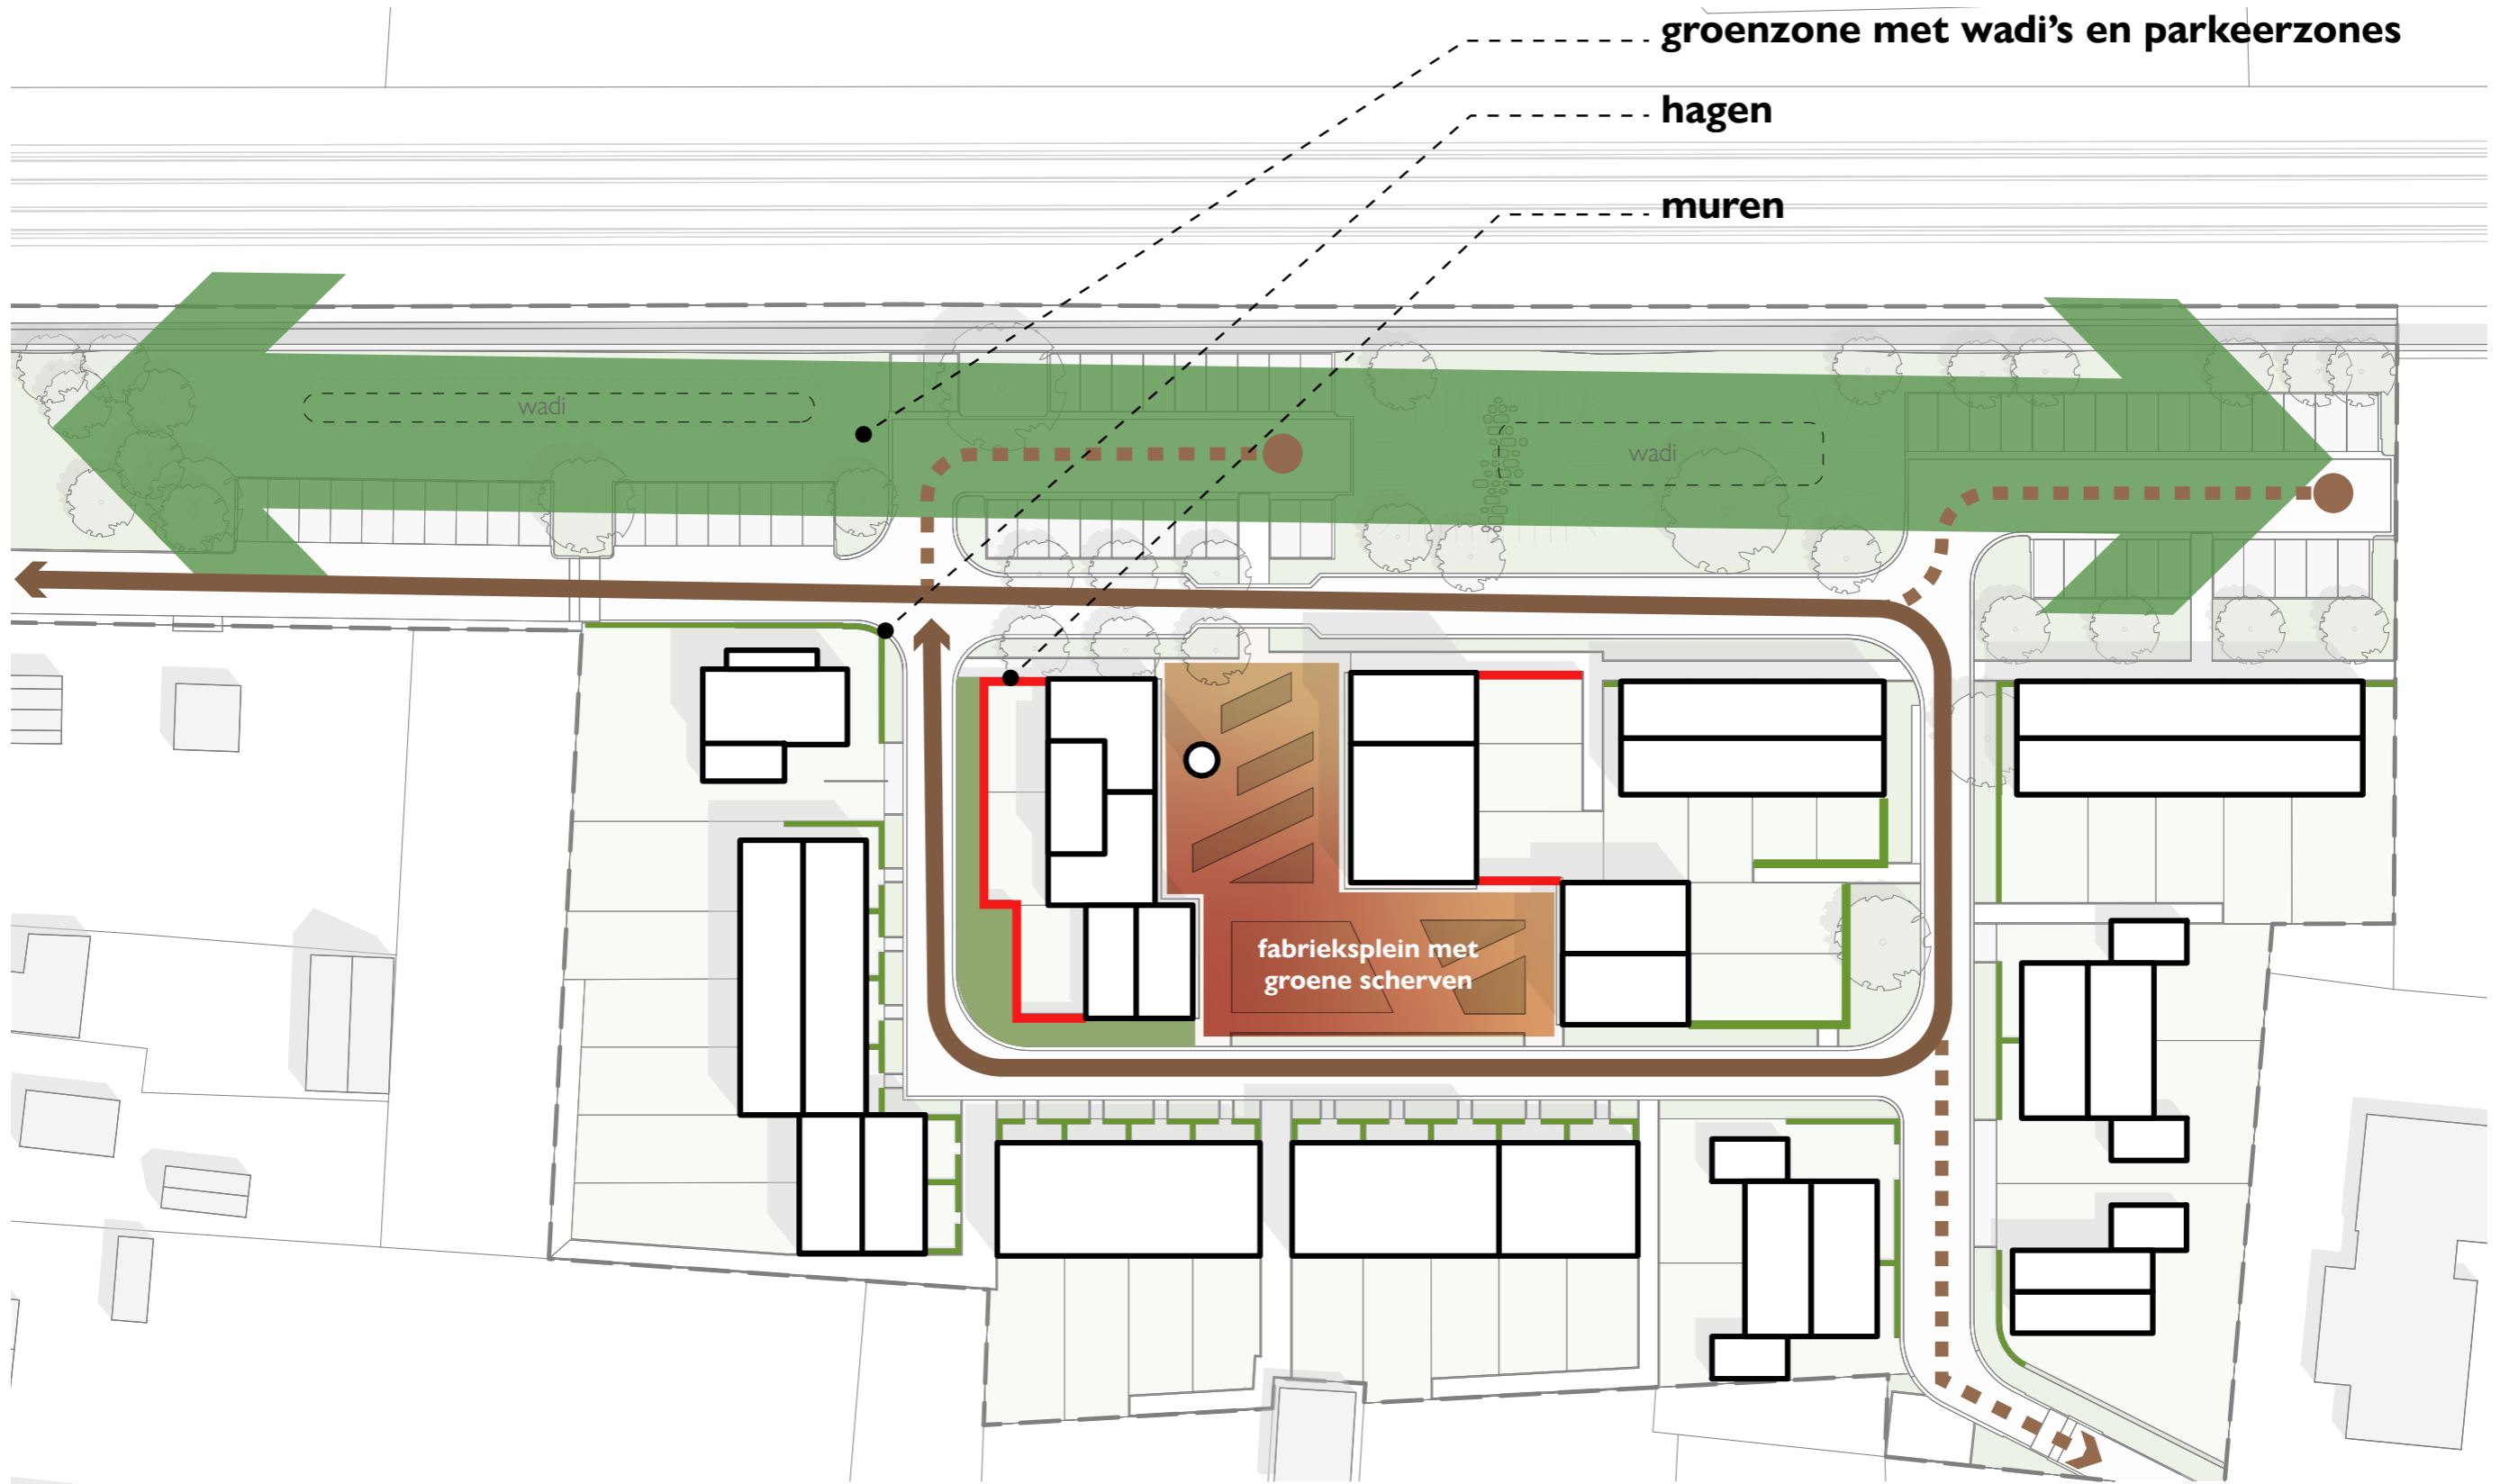 groenzone met wadi’s en parkeerzones
hagen
muren
wadi
wadi
fabrieksplein met
groene scherven